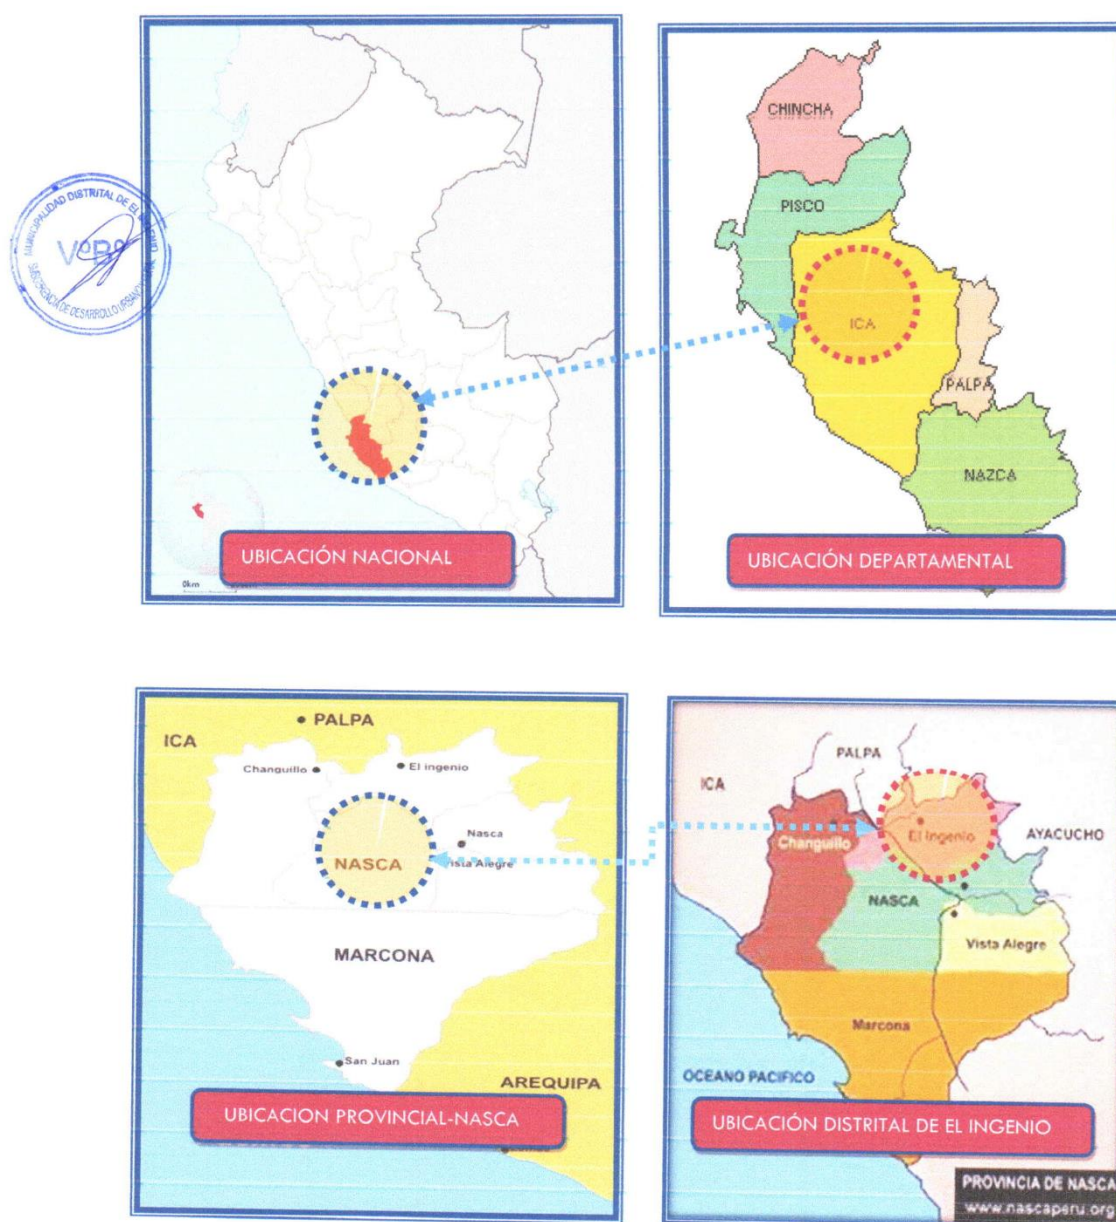 MUNICIPALIDAD DISTRITAL DE EL INGENIO
VºBº
DE DESARROLLO URBANO
0km
UBICACIÓN NACIONAL
CHINCHA
PISCO
ICA
PALPA
NAZCA
UBICACIÓN DEPARTAMENTAL
PALPA
ICA
Changuillo
El ingenio
Nasca
NASCA
Vista Alegre
MARCONA
San Juan
AREQUIPA
UBICACION PROVINCIAL-NASCA
PALPA
ICA
El Ingenio
AYACUCHO
Changuillo
NASCA
Vista Alegre
Marcona
OCEANO PACIFICO
UBICACIÓN DISTRITAL DE EL INGENIO
PROVINCIA DE NASCA
www.nascaperu.org